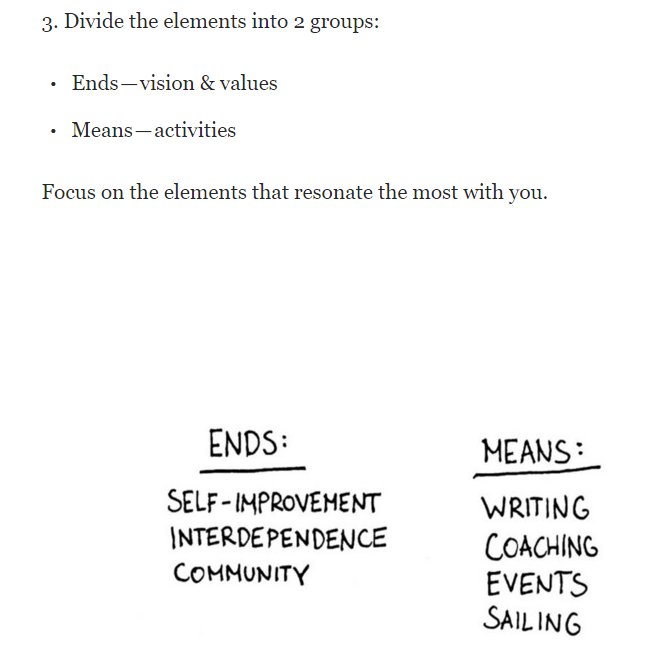 3. Divide the elements into 2 groups:
• Ends—vision & values
• Means—activities
Focus on the elements that resonate the most with you.
ENDS:
SELF-IMPROVEMENT
INTERDEPENDENCE
COMMUNITY
MEANS:
WRITING
COACHING
EVENTS
SAILING